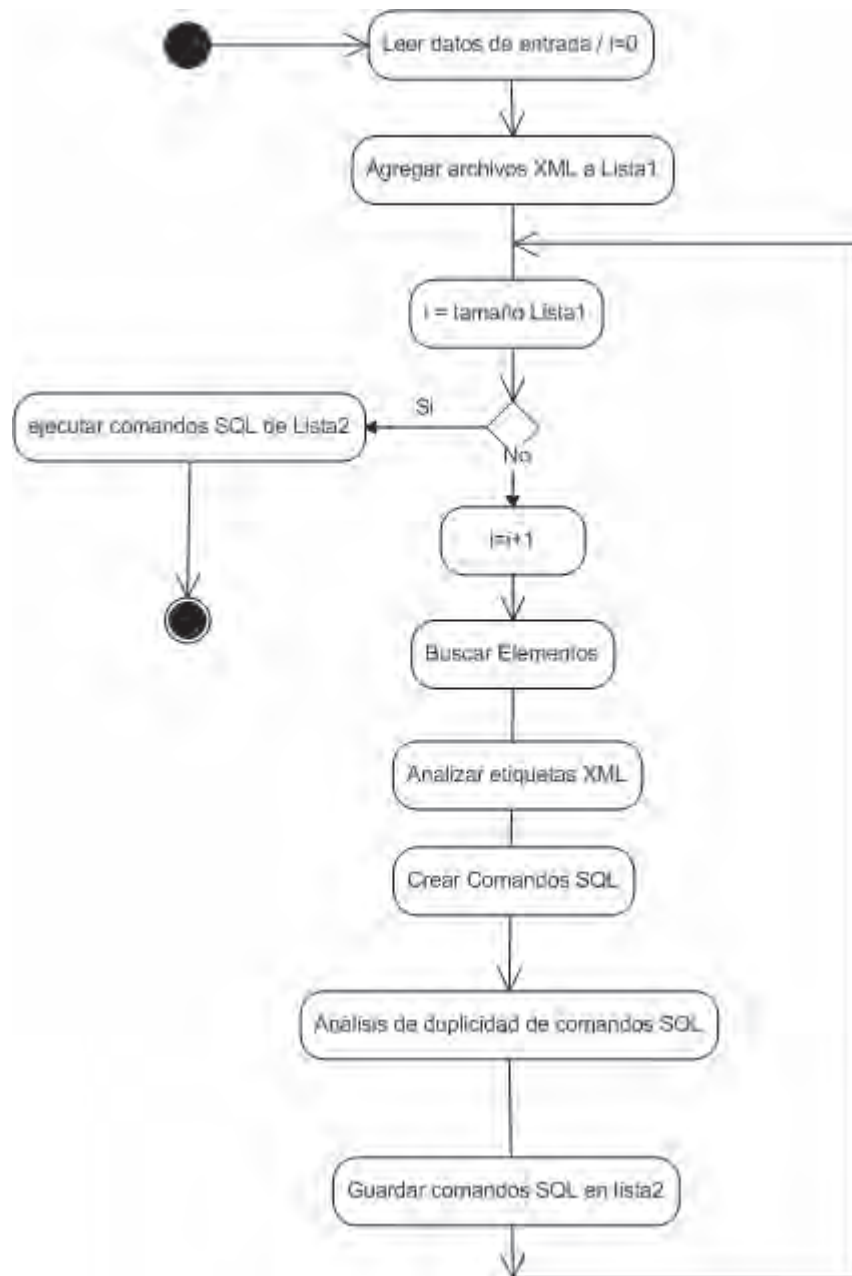 Leer datos de entrada / i=0
Agregar archivos XML a Lista1
i = tamaño Lista1
Si
ejecutar comandos SQL de Lista2
No
i=i+1
Buscar Elementos
Analizar etiquetas XML
Crear Comandos SQL
Análisis de duplicidad de comandos SQL
Guardar comandos SQL en lista2